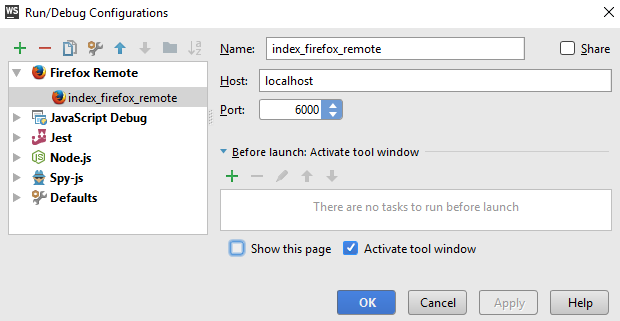 WS Run/Debug Configurations
Name: index_firefox_remote Share
Host: localhost
Port: 6000
Firefox Remote
index_firefox_remote
JavaScript Debug
Jest
Node.js
Spy-js
Defaults
Before launch: Activate tool window
There are no tasks to run before launch
Show this page Activate tool window
OK Cancel Apply Help